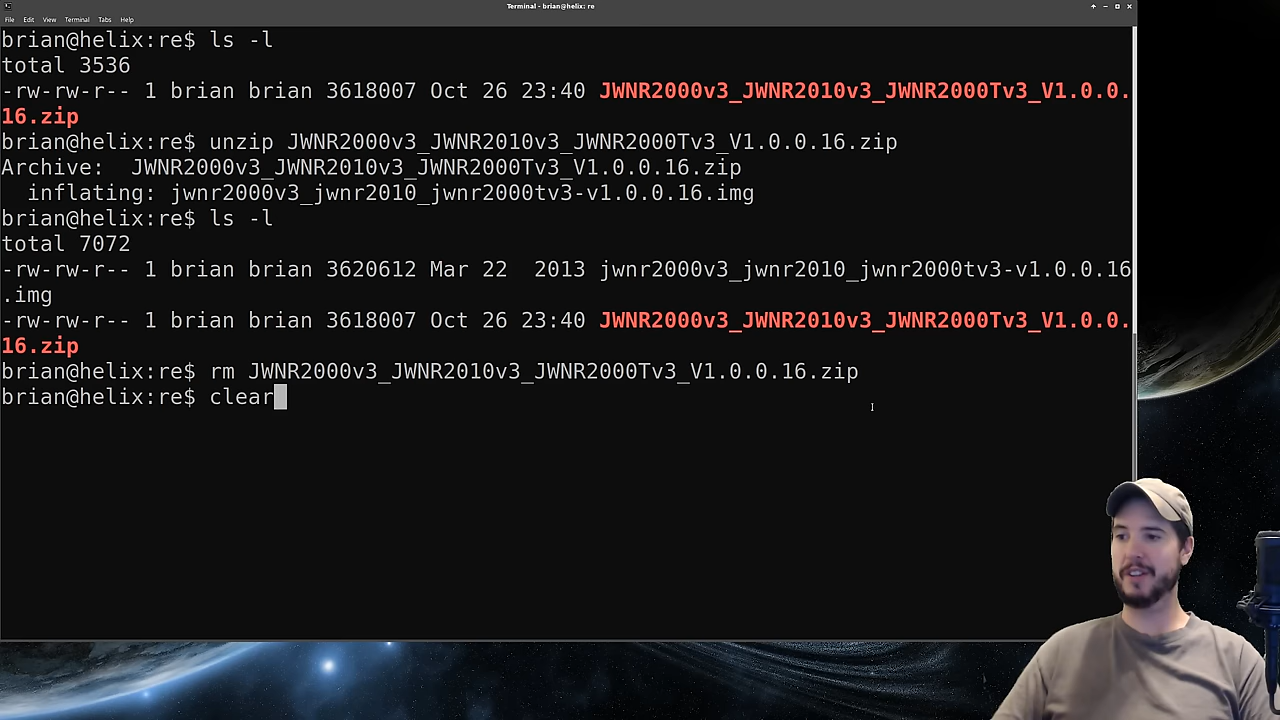 Terminal - brian@helix: re
File Edit View Terminal Tabs Help
brian@helix:re$ ls -l
total 3536
-rw-rw-r-- 1 brian brian 3618007 Oct 26 23:40 JWNR2000v3_JWNR2010v3_JWNR2000Tv3_V1.0.0.
16.zip
brian@helix:re$ unzip JWNR2000v3_JWNR2010v3_JWNR2000Tv3_V1.0.0.16.zip
Archive:  JWNR2000v3_JWNR2010v3_JWNR2000Tv3_V1.0.0.16.zip
  inflating: jwnr2000v3_jwnr2010_jwnr2000tv3-v1.0.0.16.img
brian@helix:re$ ls -l
total 7072
-rw-rw-r-- 1 brian brian 3620612 Mar 22  2013 jwnr2000v3_jwnr2010_jwnr2000tv3-v1.0.0.16
.img
-rw-rw-r-- 1 brian brian 3618007 Oct 26 23:40 JWNR2000v3_JWNR2010v3_JWNR2000Tv3_V1.0.0.
16.zip
brian@helix:re$ rm JWNR2000v3_JWNR2010v3_JWNR2000Tv3_V1.0.0.16.zip
brian@helix:re$ clear